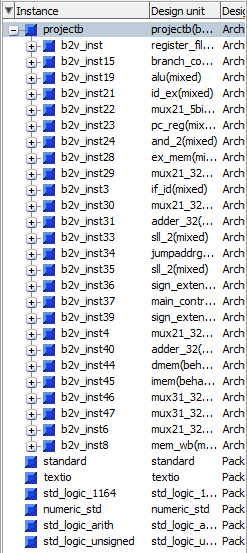 Instance Design unit Desi
projectb projectb(b... Arch
b2v_inst register_fil... Arch
b2v_inst15 branch_co... Arch
b2v_inst19 alu(mixed) Arch
b2v_inst21 id_ex(mixed) Arch
b2v_inst22 mux21_5bi... Arch
b2v_inst23 pc_reg(mix... Arch
b2v_inst24 and_2(mixed) Arch
b2v_inst28 ex_mem(mi... Arch
b2v_inst29 mux21_32... Arch
b2v_inst3 if_id(mixed) Arch
b2v_inst30 mux21_32... Arch
b2v_inst31 adder_32(... Arch
b2v_inst33 sll_2(mixed) Arch
b2v_inst34 jumpaddrg... Arch
b2v_inst35 sll_2(mixed) Arch
b2v_inst36 sign_exten... Arch
b2v_inst37 main_contr... Arch
b2v_inst39 sign_exten... Arch
b2v_inst4 mux21_32... Arch
b2v_inst40 adder_32(... Arch
b2v_inst44 dmem(beh... Arch
b2v_inst45 imem(beha... Arch
b2v_inst46 mux31_32... Arch
b2v_inst47 mux31_32... Arch
b2v_inst6 mux21_32... Arch
b2v_inst8 mem_wb(m... Arch
standard standard Pack
textio textio Pack
std_logic_1164 std_logic_1... Pack
numeric_std numeric_std Pack
std_logic_arith std_logic_a... Pack
std_logic_unsigned std_logic_u... Pack